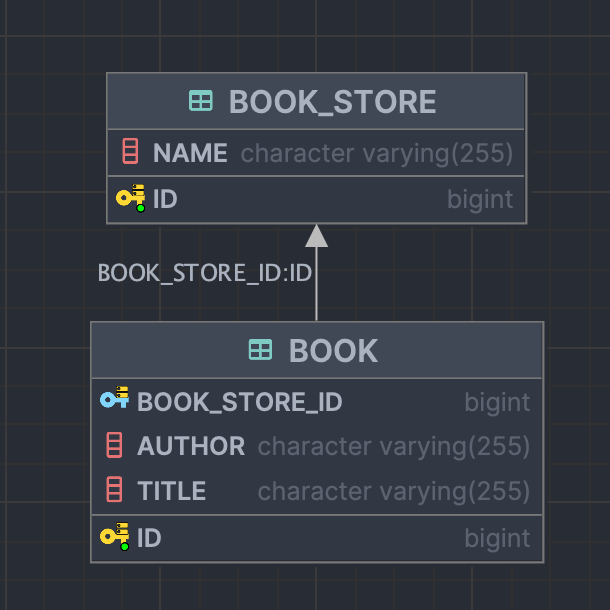 BOOK_STORE
NAME character varying(255)
ID bigint
BOOK_STORE_ID:ID
BOOK
BOOK_STORE_ID bigint
AUTHOR character varying(255)
TITLE character varying(255)
ID bigint